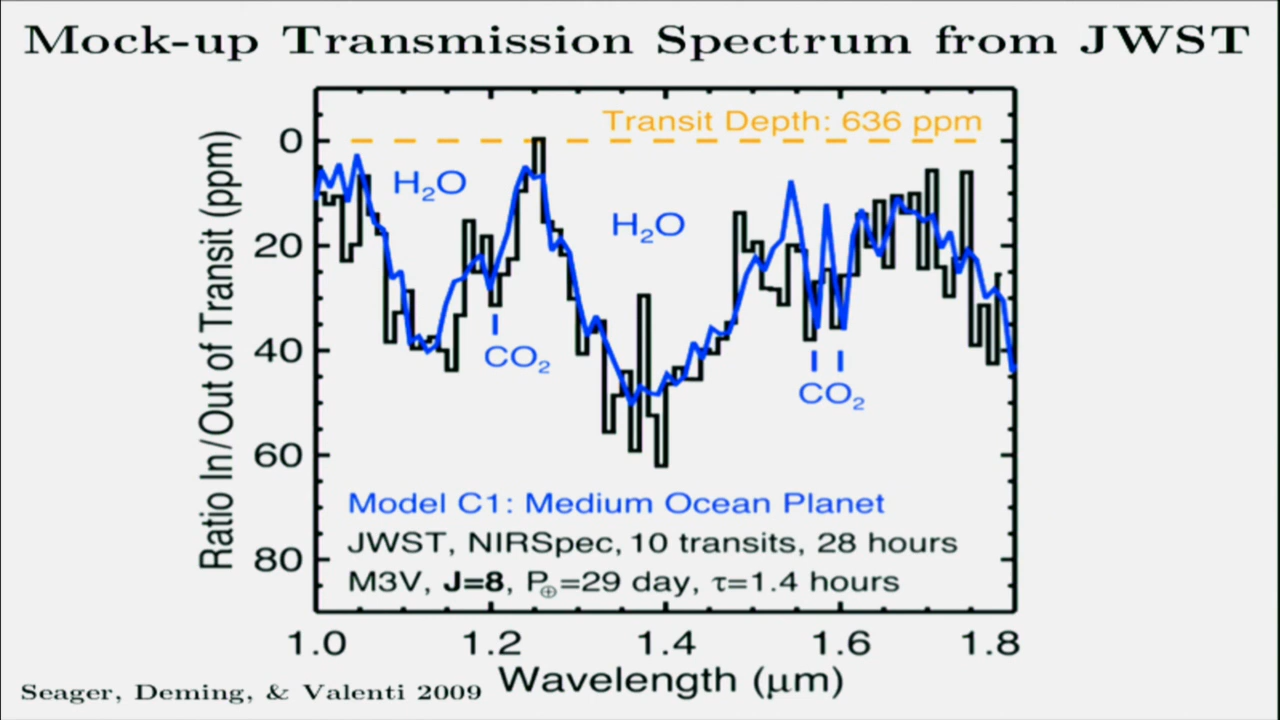 Mock-up Transmission Spectrum from JWST
Transit Depth: 636 ppm
H₂O
H₂O
CO₂
CO₂
Ratio In/Out of Transit (ppm)
0
20
40
60
80
Model C1: Medium Ocean Planet
JWST, NIRSpec, 10 transits, 28 hours
M3V, J=8, P⊕=29 day, τ=1.4 hours
1.0 1.2 1.4 1.6 1.8
Wavelength (μm)
Seager, Deming, & Valenti 2009